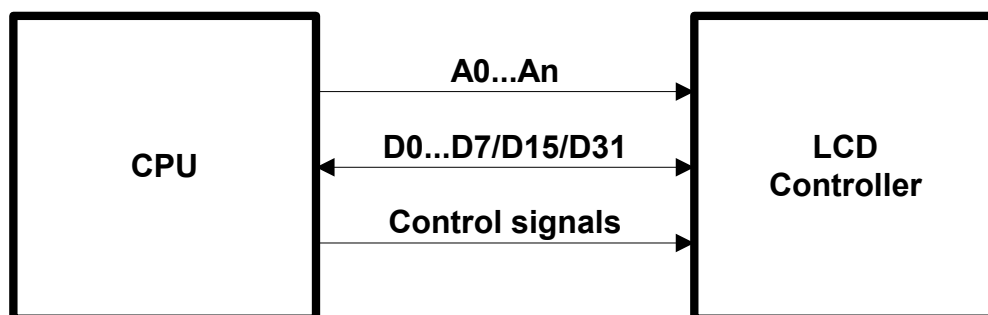 A0...An
D0...D7/D15/D31
CPU
LCD
Controller
Control signals